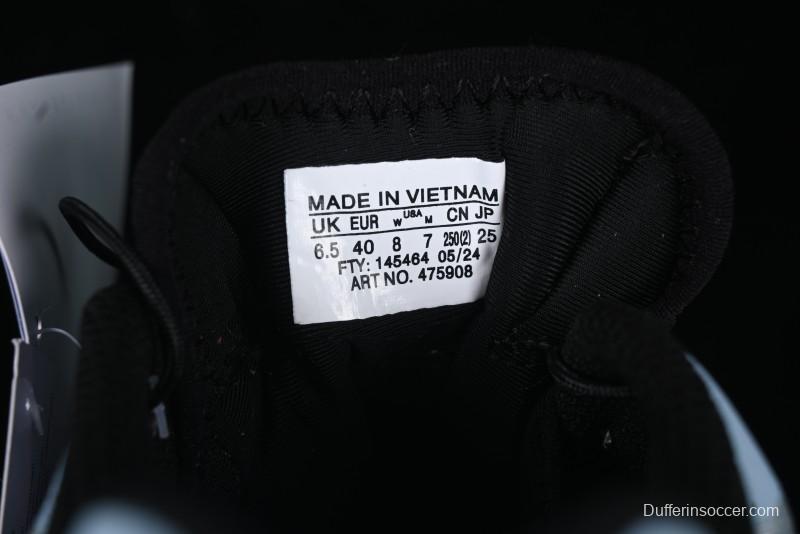 MADE IN VIETNAM
UK EUR W USA M CN JP
6.5 40 8 7 250(2) 25
FTY: 145464 05/24
ART NO. 475908
Dufferinsoccer.com